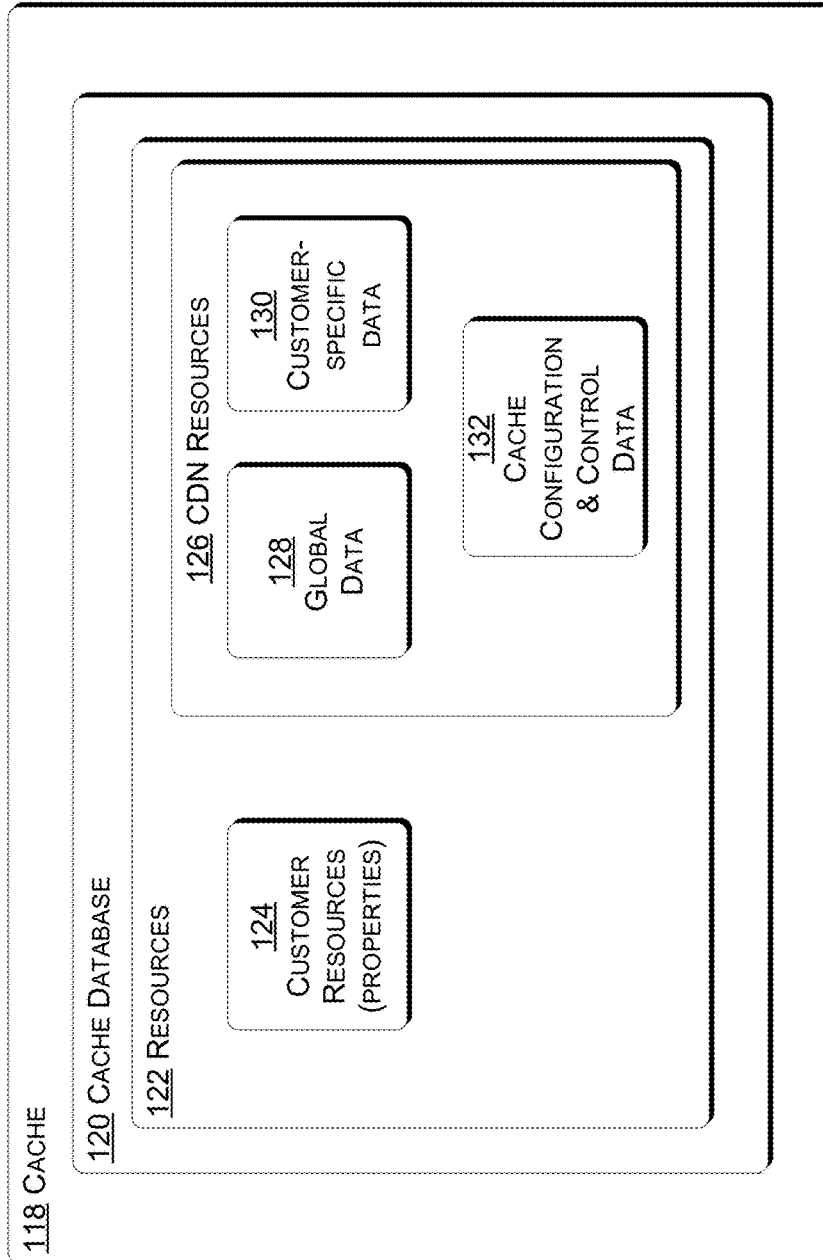 118 CACHE
120 CACHE DATABASE
122 RESOURCES
124
CUSTOMER
RESOURCES
(PROPERTIES)
126 CDN RESOURCES
128
GLOBAL
DATA
130
CUSTOMER-
SPECIFIC
DATA
132
CACHE
CONFIGURATION
& CONTROL
DATA